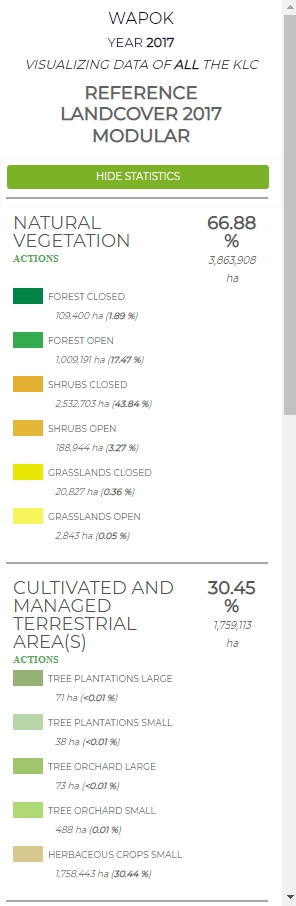 WAPOK
YEAR 2017
VISUALIZING DATA OF ALL THE KLC
REFERENCE
LANDCOVER 2017
MODULAR
HIDE STATISTICS
NATURAL
VEGETATION
ACTIONS
66.88
%
3,863,908
ha
FOREST CLOSED
109,400 ha (1.89 %)
FOREST OPEN
1,009,191 ha (17.47 %)
SHRUBS CLOSED
2,532,703 ha (43.84 %)
SHRUBS OPEN
188,944 ha (3.27 %)
GRASSLANDS CLOSED
20,827 ha (0.36 %)
GRASSLANDS OPEN
2,843 ha (0.05 %)
CULTIVATED AND
MANAGED
TERRESTRIAL
AREA(S)
ACTIONS
30.45
%
1,759,113
ha
TREE PLANTATIONS LARGE
71 ha (<0.01 %)
TREE PLANTATIONS SMALL
38 ha (<0.01 %)
TREE ORCHARD LARGE
73 ha (<0.01 %)
TREE ORCHARD SMALL
488 ha (0.01 %)
HERBACEOUS CROPS SMALL
1,758,443 ha (30.44 %)